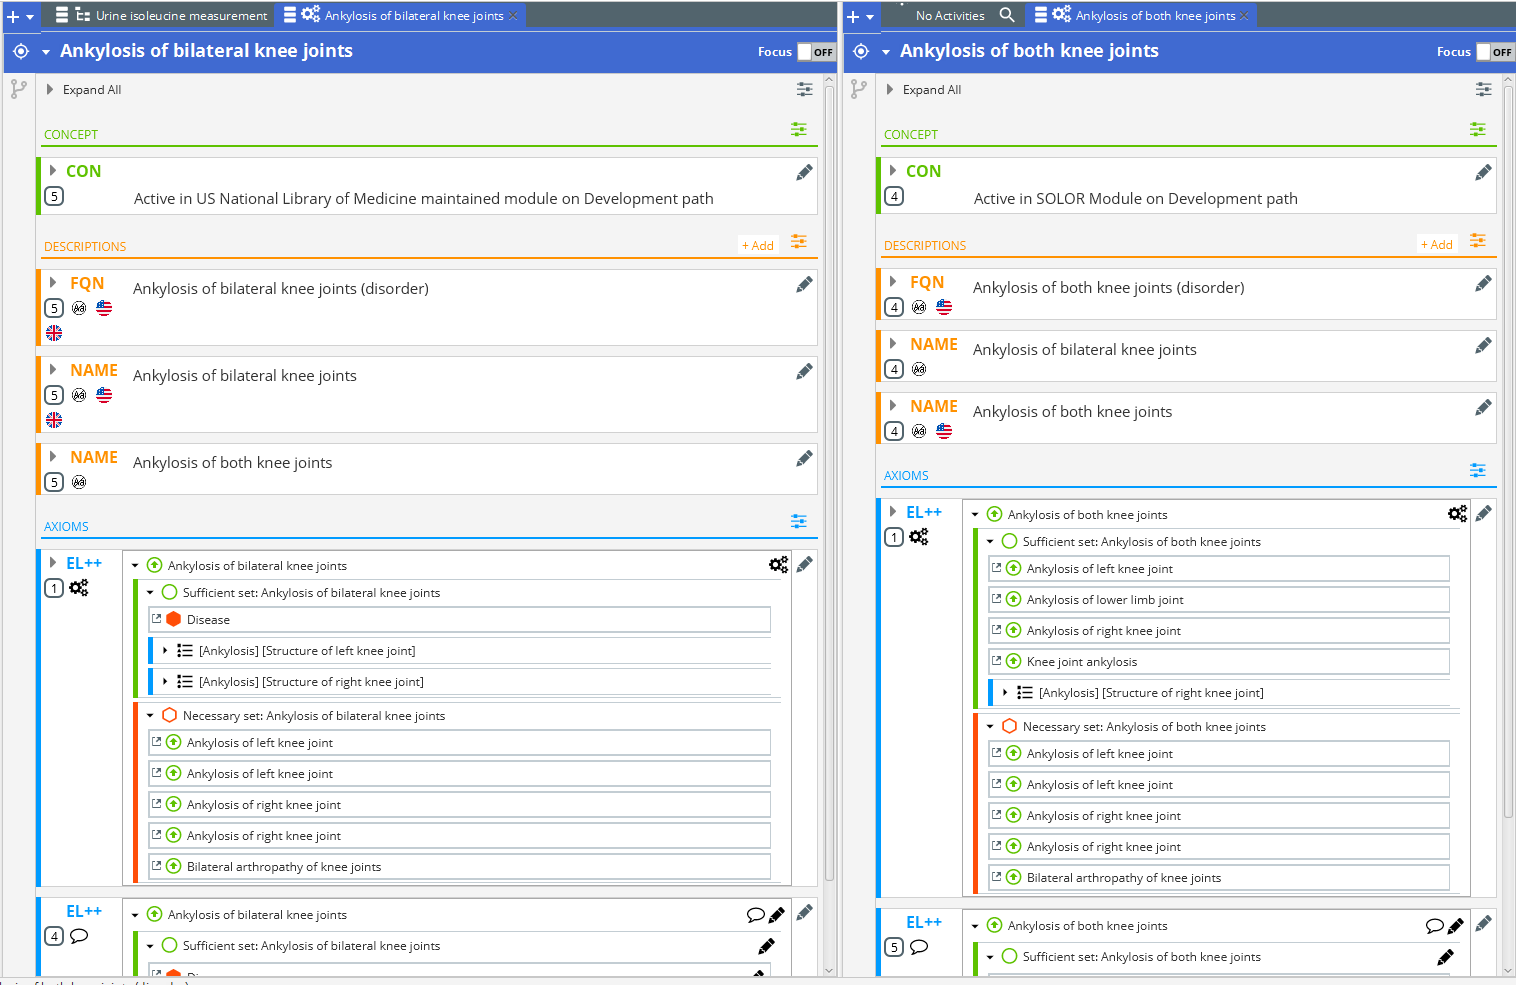 Urine isoleucine measurement
Ankylosis of bilateral knee joints
Ankylosis of bilateral knee joints
Focus OFF
Expand All
CONCEPT
CON
5
Active in US National Library of Medicine maintained module on Development path
DESCRIPTIONS
+ Add
FQN
Ankylosis of bilateral knee joints (disorder)
5
NAME
Ankylosis of bilateral knee joints
5
NAME
Ankylosis of both knee joints
5
AXIOMS
EL++
1
Ankylosis of bilateral knee joints
Sufficient set: Ankylosis of bilateral knee joints
Disease
[Ankylosis] [Structure of left knee joint]
[Ankylosis] [Structure of right knee joint]
Necessary set: Ankylosis of bilateral knee joints
Ankylosis of left knee joint
Ankylosis of left knee joint
Ankylosis of right knee joint
Ankylosis of right knee joint
Bilateral arthropathy of knee joints
EL++
4
Ankylosis of bilateral knee joints
Sufficient set: Ankylosis of bilateral knee joints
No Activities
Ankylosis of both knee joints
Ankylosis of both knee joints
Focus OFF
Expand All
CONCEPT
CON
4
Active in SOLOR Module on Development path
DESCRIPTIONS
+ Add
FQN
Ankylosis of both knee joints (disorder)
4
NAME
Ankylosis of bilateral knee joints
4
NAME
Ankylosis of both knee joints
4
AXIOMS
EL++
1
Ankylosis of both knee joints
Sufficient set: Ankylosis of both knee joints
Ankylosis of left knee joint
Ankylosis of lower limb joint
Ankylosis of right knee joint
Knee joint ankylosis
[Ankylosis] [Structure of right knee joint]
Necessary set: Ankylosis of both knee joints
Ankylosis of left knee joint
Ankylosis of left knee joint
Ankylosis of right knee joint
Ankylosis of right knee joint
Bilateral arthropathy of knee joints
EL++
5
Ankylosis of both knee joints
Sufficient set: Ankylosis of both knee joints